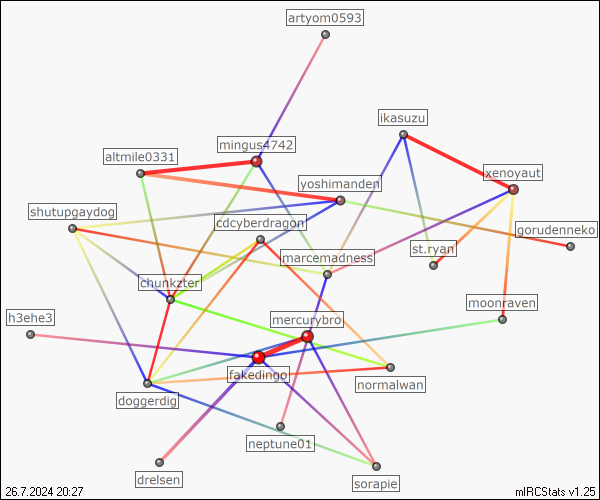 artyom0593
ikasuzu
mingus4742
altmile0331
xenoyaut
yoshimanden
shutupgaydog
cdcyberdragon
gorudenneko
st.ryan
marcemadness
chunkzter
moonraven
h3ehe3
mercurybro
fakedingo
normalwan
doggerdig
neptune01
drelsen
sorapie
26.7.2024 20:27
mIRCStats v1.25